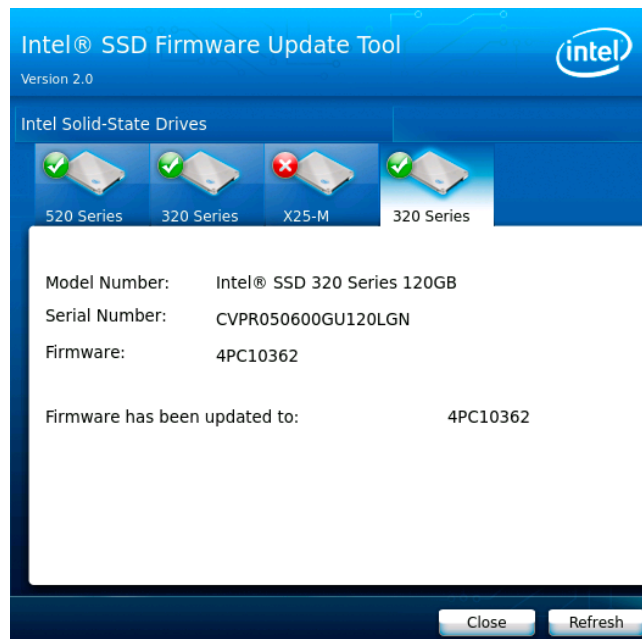 Intel® SSD Firmware Update Tool
intel
Version 2.0
Intel Solid-State Drives
520 Series 320 Series X25-M 320 Series
Model Number: Intel® SSD 320 Series 120GB
Serial Number: CVPR050600GU120LGN
Firmware: 4PC10362
Firmware has been updated to: 4PC10362
Close Refresh